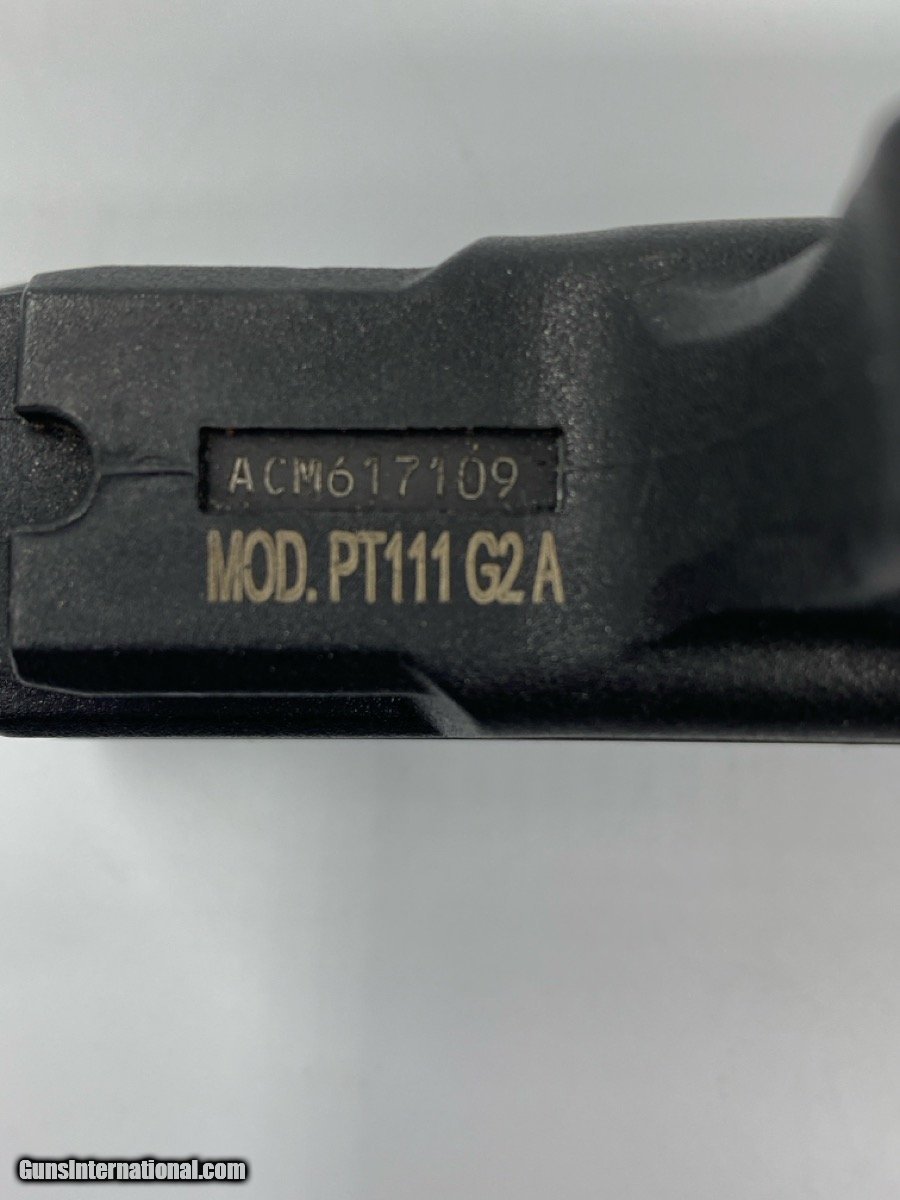 ACM617109
MOD. PT111 G2 A
GunsInternational.com